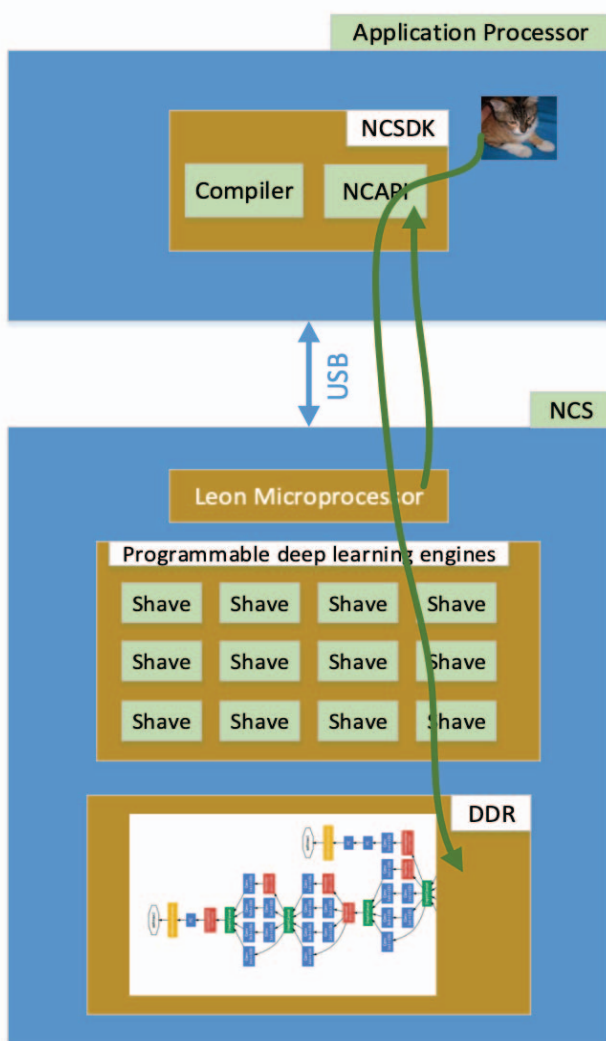 Application Processor
NCSDK
Compiler
NCAPI
USB
NCS
Leon Microprocessor
Programmable deep learning engines
Shave Shave Shave Shave
Shave Shave Shave Shave
Shave Shave Shave Shave
DDR